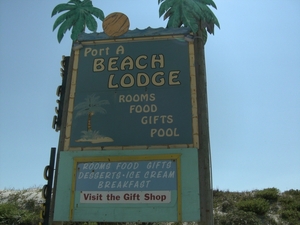 Port A
BEACH
LODGE
ROOMS
FOOD
GIFTS
POOL
ROOMS FOOD GIFTS
DESSERTS-ICE CREAM
BREAKFAST
Visit the Gift Shop